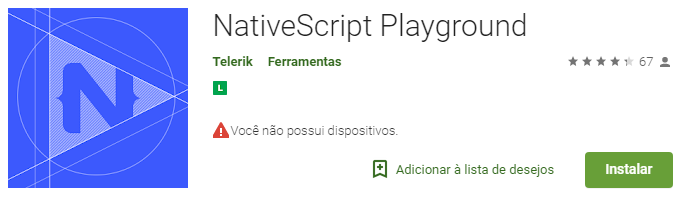 NativeScript Playground
Telerik Ferramentas
67
L
Você não possui dispositivos.
Adicionar à lista de desejos
Instalar
N